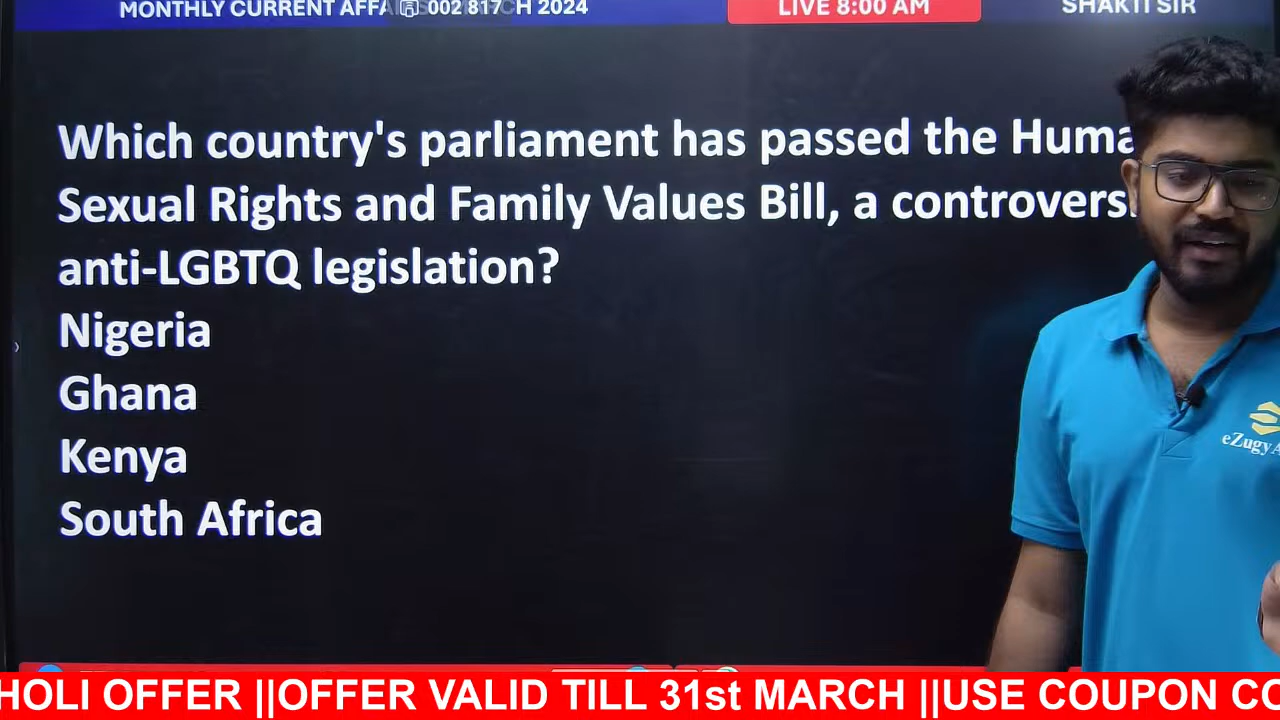 MONTHLY CURRENT AFFA 002 817 CH 2024
LIVE 8:00 AM
SHAKTI SIR
Which country's parliament has passed the Huma
Sexual Rights and Family Values Bill, a controvers
anti-LGBTQ legislation?
Nigeria
Ghana
Kenya
South Africa
eZugy A
HOLI OFFER ||OFFER VALID TILL 31st MARCH ||USE COUPON CO